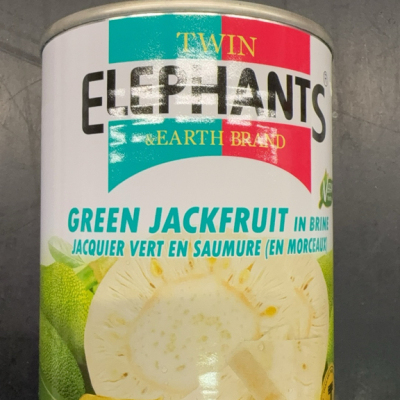 TWIN
ELEPHANTS®
& EARTH BRAND
GREEN JACKFRUIT IN BRINE
JACQUIER VERT EN SAUMURE (EN MORCEAUX)